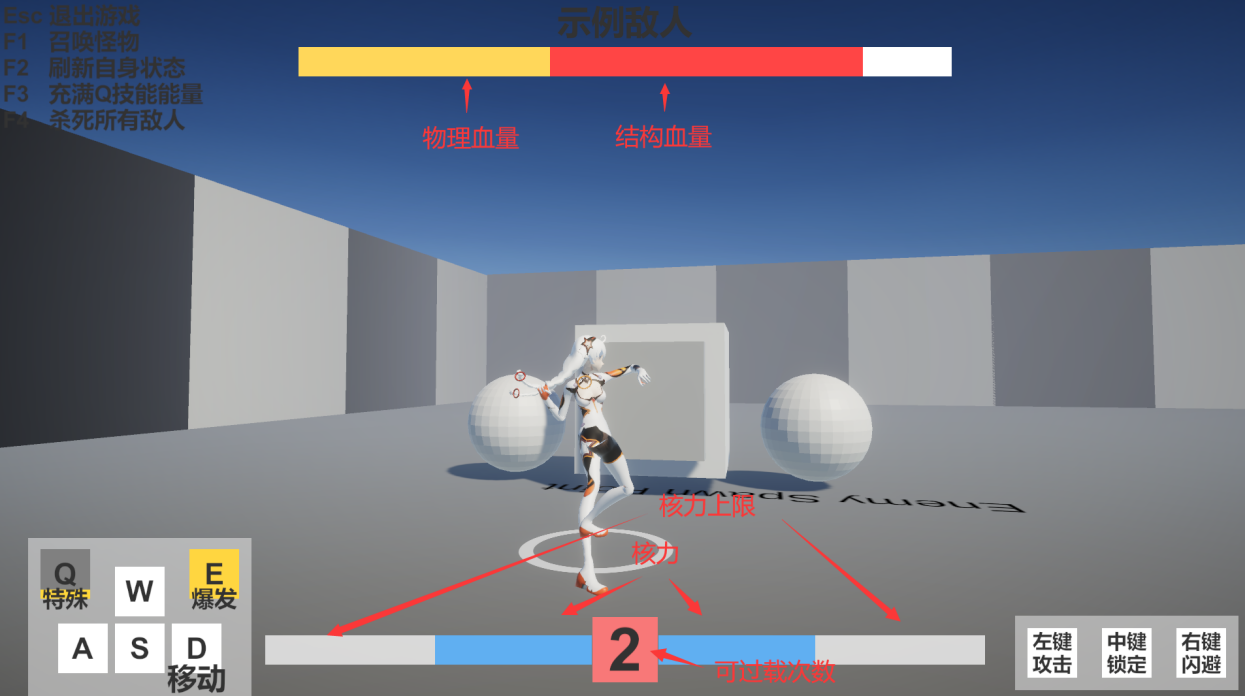 Esc 退出游戏
F1 召唤怪物
F2 刷新自身状态
F3 充满Q技能能量
F4 杀死所有敌人
示例敌人
物理血量
结构血量
Enemy Spawn Point
核力上限
核力
2
可过载次数
Q
特殊
W
E
爆发
A
S
D
移动
左键
攻击
中键
锁定
右键
闪避